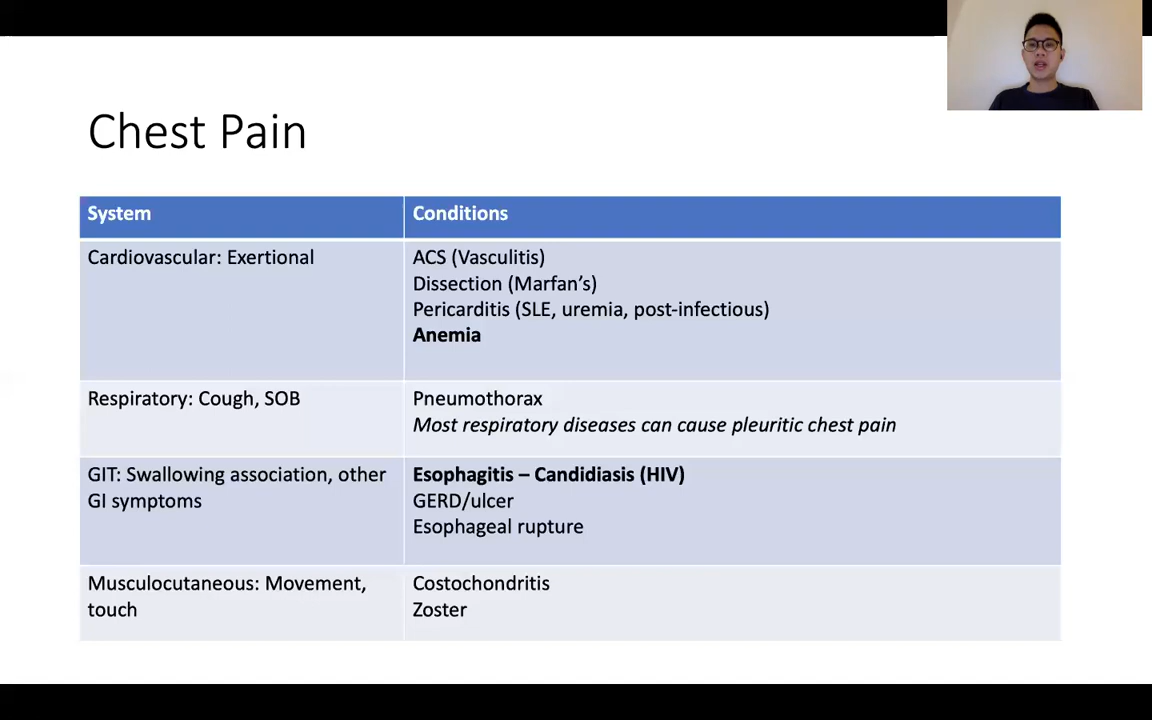 Chest Pain
System
Conditions
Cardiovascular: Exertional
ACS (Vasculitis)
Dissection (Marfan’s)
Pericarditis (SLE, uremia, post-infectious)
Anemia
Respiratory: Cough, SOB
Pneumothorax
Most respiratory diseases can cause pleuritic chest pain
GIT: Swallowing association, other
GI symptoms
Esophagitis – Candidiasis (HIV)
GERD/ulcer
Esophageal rupture
Musculocutaneous: Movement,
touch
Costochondritis
Zoster